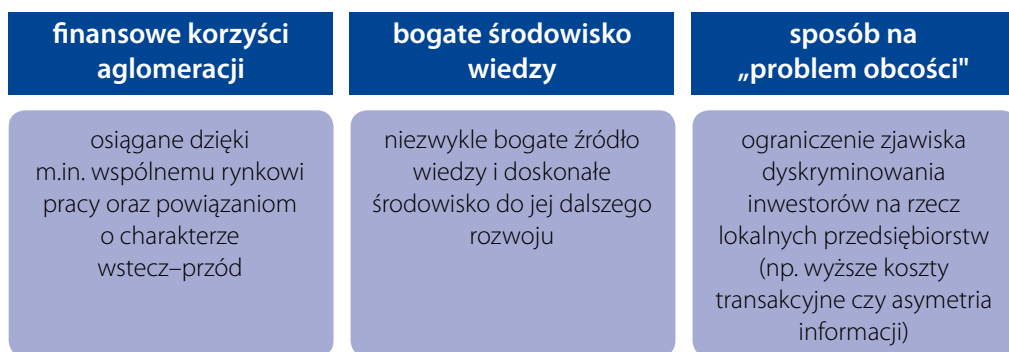 finansowe korzyści
aglomeracji
osiągane dzięki
m.in. wspólnemu rynkowi
pracy oraz powiązaniom
o charakterze
wstecz–przód
bogate środowisko
wiedzy
niezwykle bogate źródło
wiedzy i doskonałe
środowisko do jej dalszego
rozwoju
sposób na
„problem obcości"
ograniczenie zjawiska
dyskryminowania
inwestorów na rzecz
lokalnych przedsiębiorstw
(np. wyższe koszty
transakcyjne czy asymetria
informacji)